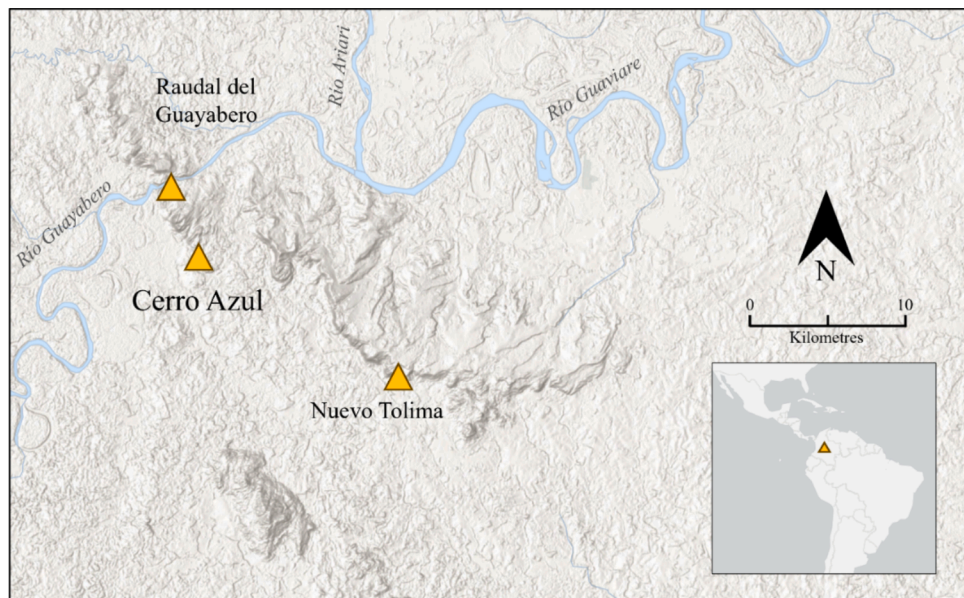 Raudal del
Guayabero
Río Ariari
Río Guaviare
Río Guayabero
Cerro Azul
Nuevo Tolima
N
0 10
Kilometres